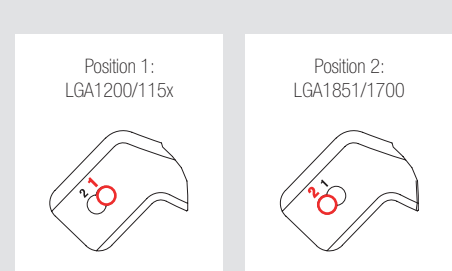 Position 1:
LGA1200/115x
Position 2:
LGA1851/1700
2 1
2 1